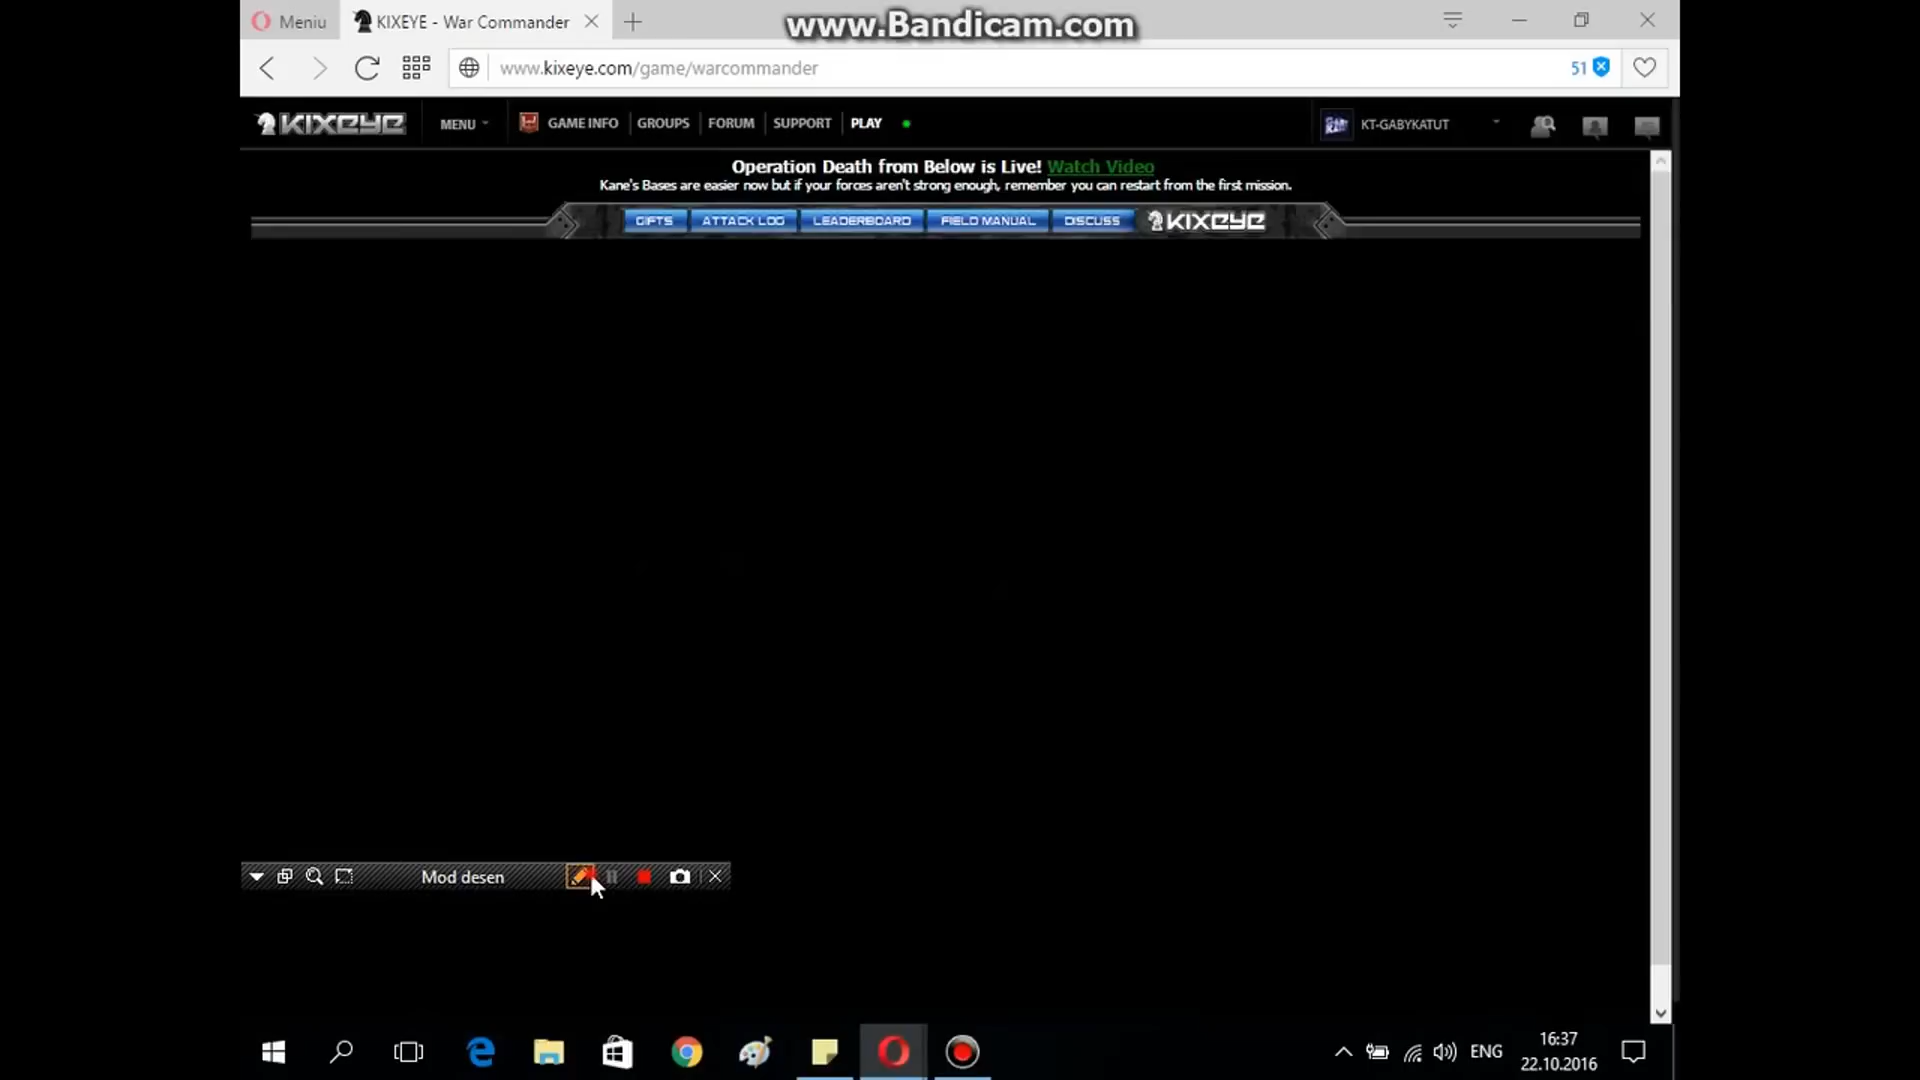 Meniu
KIXEYE - War Commander
www.Bandicam.com
www.kixeye.com/game/warcommander
51
KIXEYE
MENU
GAME INFO
GROUPS
FORUM
SUPPORT
PLAY
KT-GABYKATUT
Operation Death from Below is Live! Watch Video
Kane's Bases are easier now but if your forces aren't strong enough, remember you can restart from the first mission.
GIFTS
ATTACK LOG
LEADERBOARD
FIELD MANUAL
DISCUSS
KIXEYE
Mod desen
ENG
16:37
22.10.2016